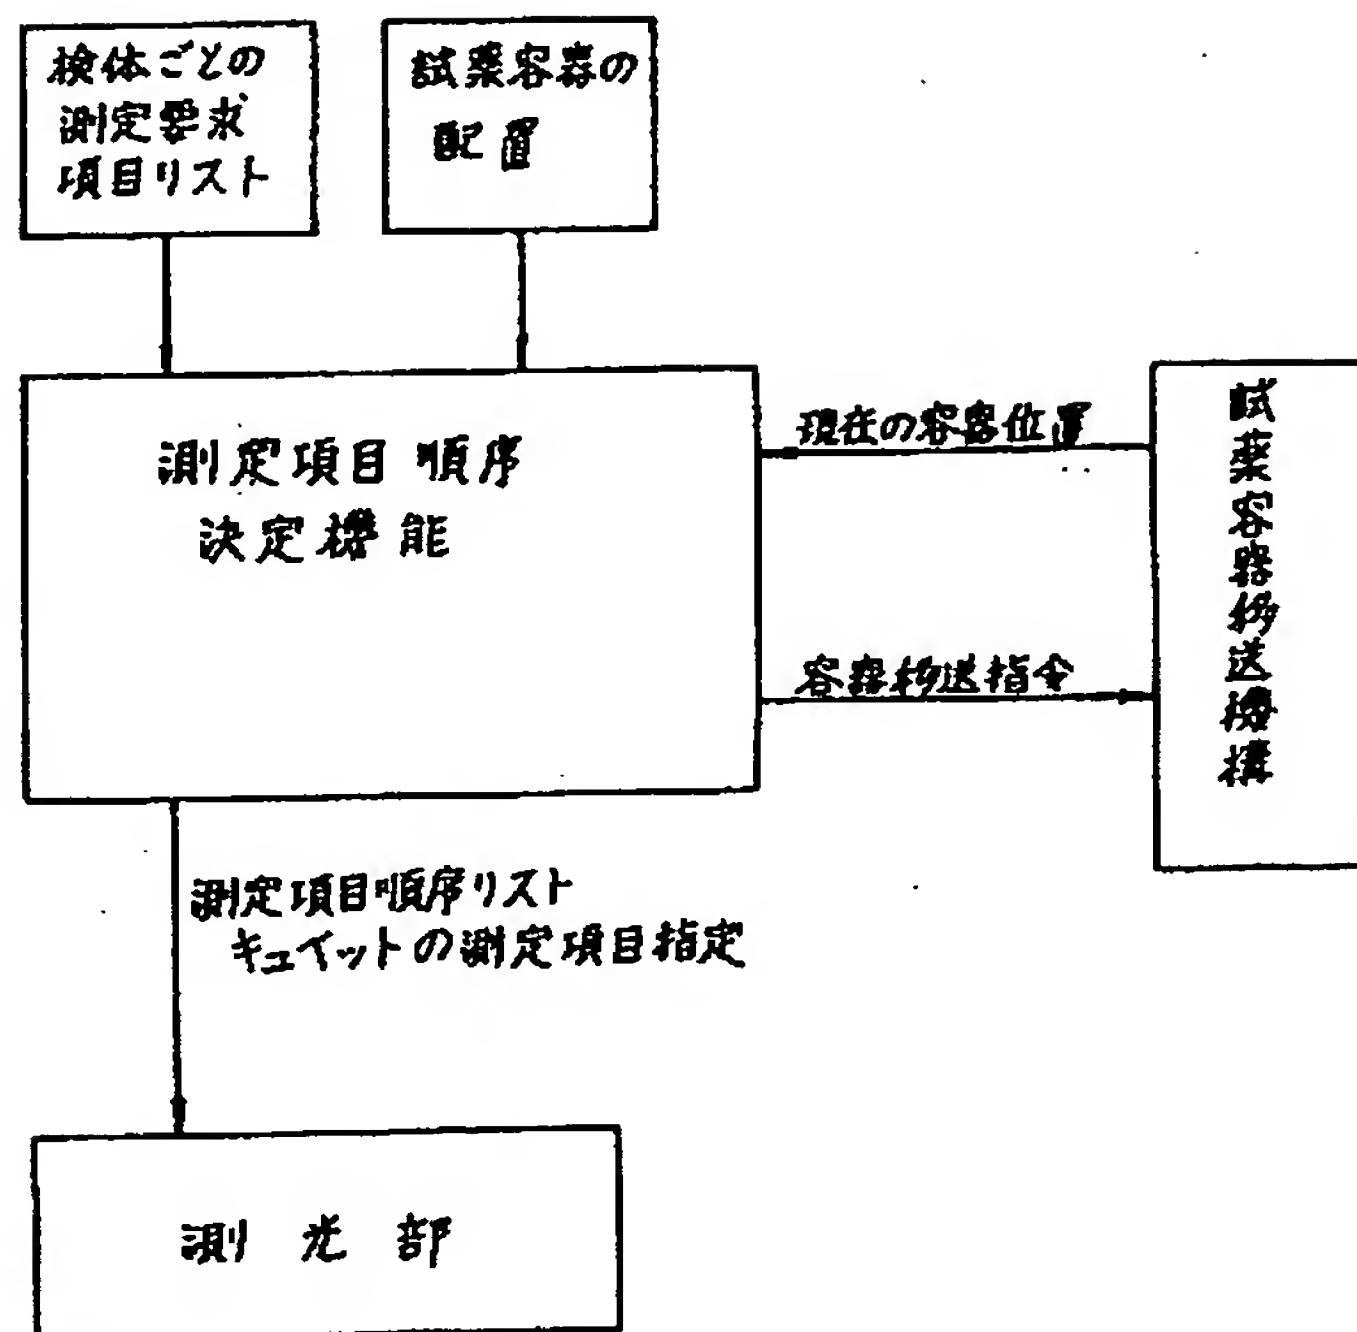 検体ごとの
測定要求
項目リスト
試薬容器の
配置
測定項目順序
決定機能
現在の容器位置
容器移送指令
試薬容器移送機構
測定項目順序リスト
キュイットの測定項目指定
測光部